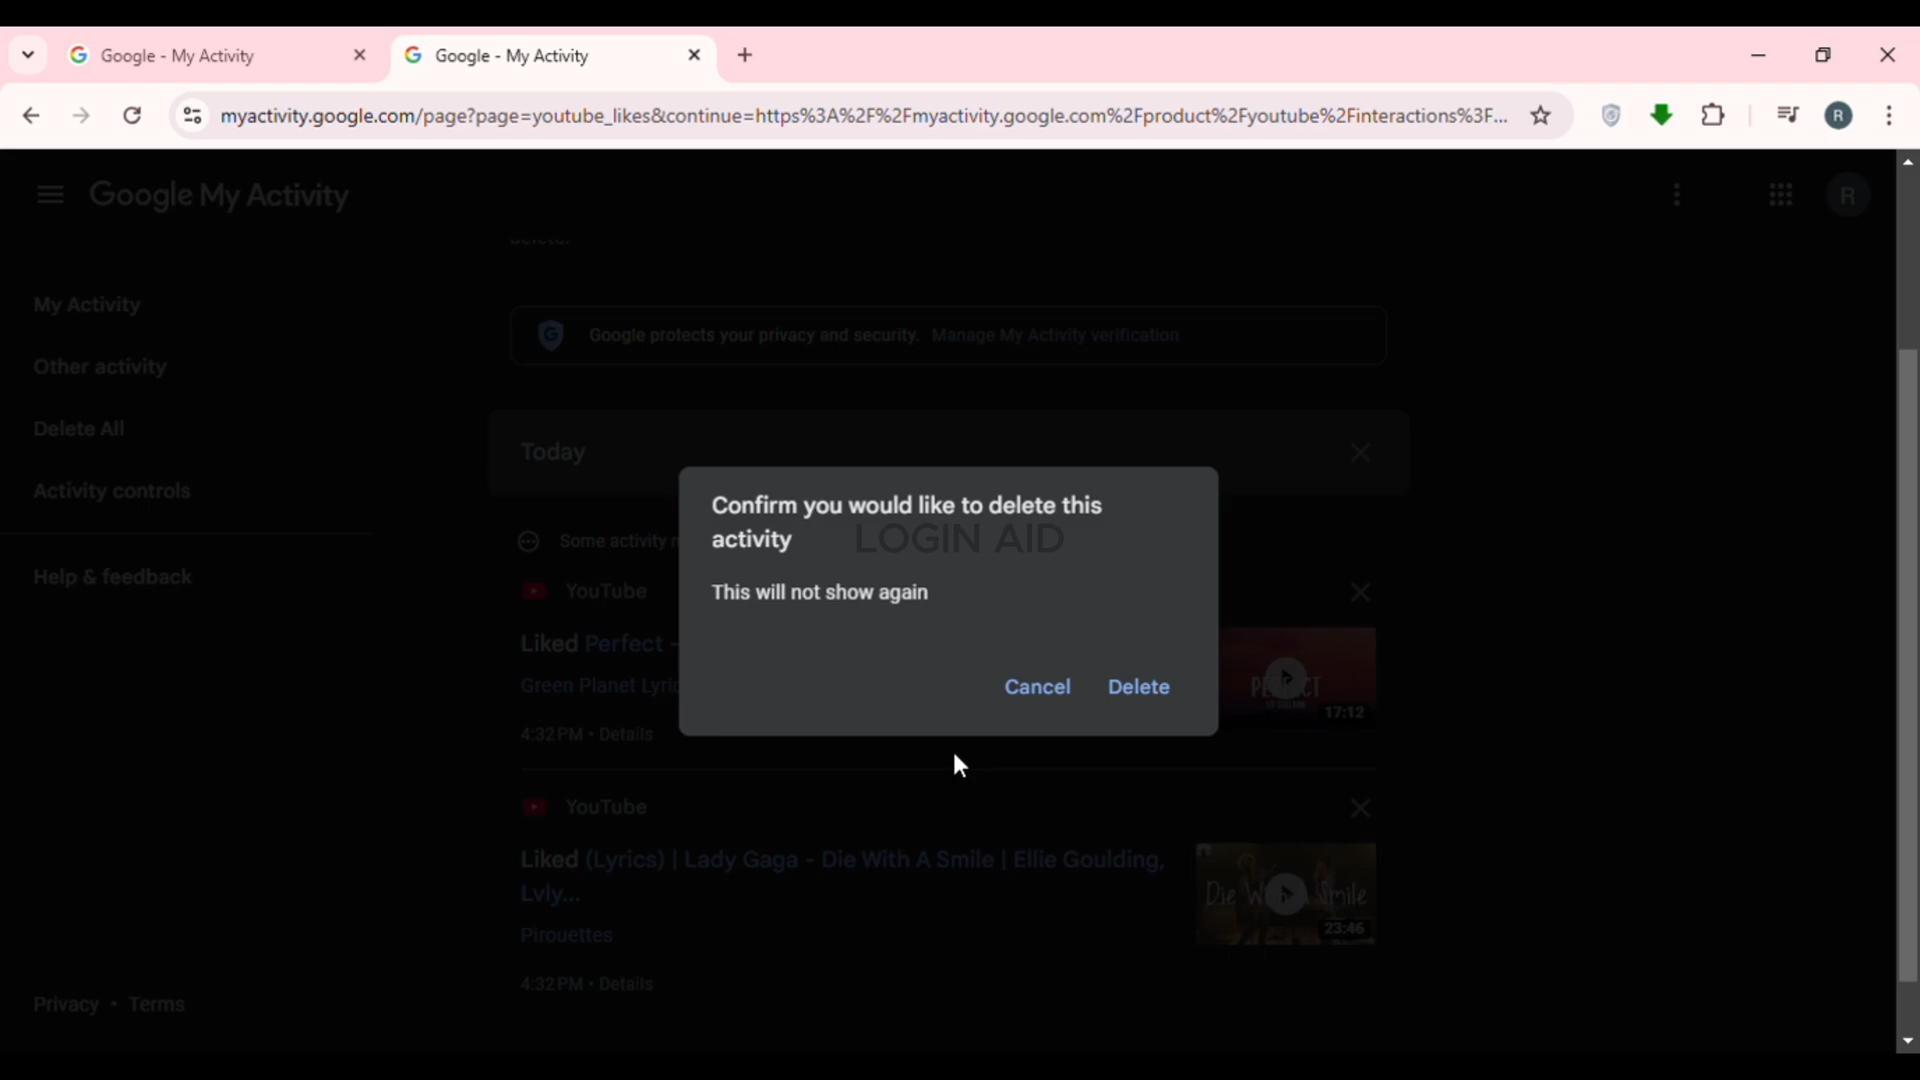 Google - My Activity
Google - My Activity
myactivity.google.com/page?page=youtube_likes&continue=https%3A%2F%2Fmyactivity.google.com%2Fproduct%2Fyoutube%2Finteractions%3F...
R
Google My Activity
R
My Activity
Other activity
Delete All
Activity controls
Help & feedback
Privacy • Terms
Google protects your privacy and security. Manage My Activity verification
Today
Some activity
YouTube
Liked Perfect -
Green Planet
4:32 PM • Details
PERFECT
17:12
Confirm you would like to delete this
activity
LOGIN AID
This will not show again
Cancel Delete
YouTube
Liked (Lyrics) | Lady Gaga - Die With A Smile | Ellie Goulding,
Lvly...
Pirouettes
4:32 PM • Details
Die With A Smile
23:46